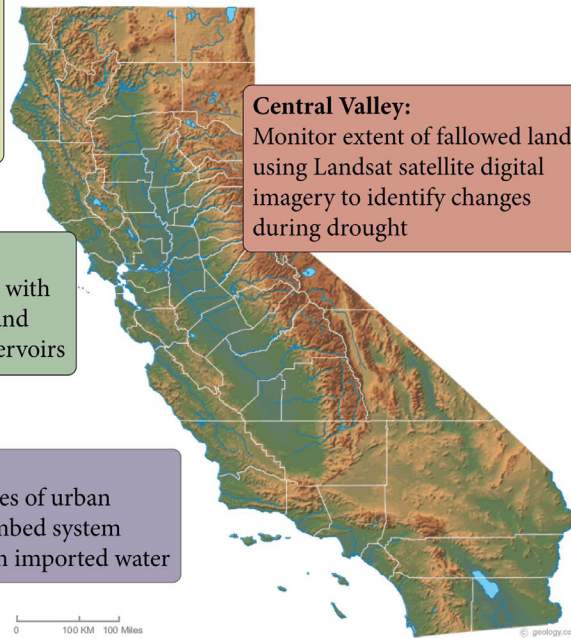 Central Valley:
Monitor extent of fallowed land
using Landsat satellite digital
imagery to identify changes
during drought
with
and
ervoirs
es of urban
mbed system
n imported water
0 100 KM 100 Miles
© geology.co